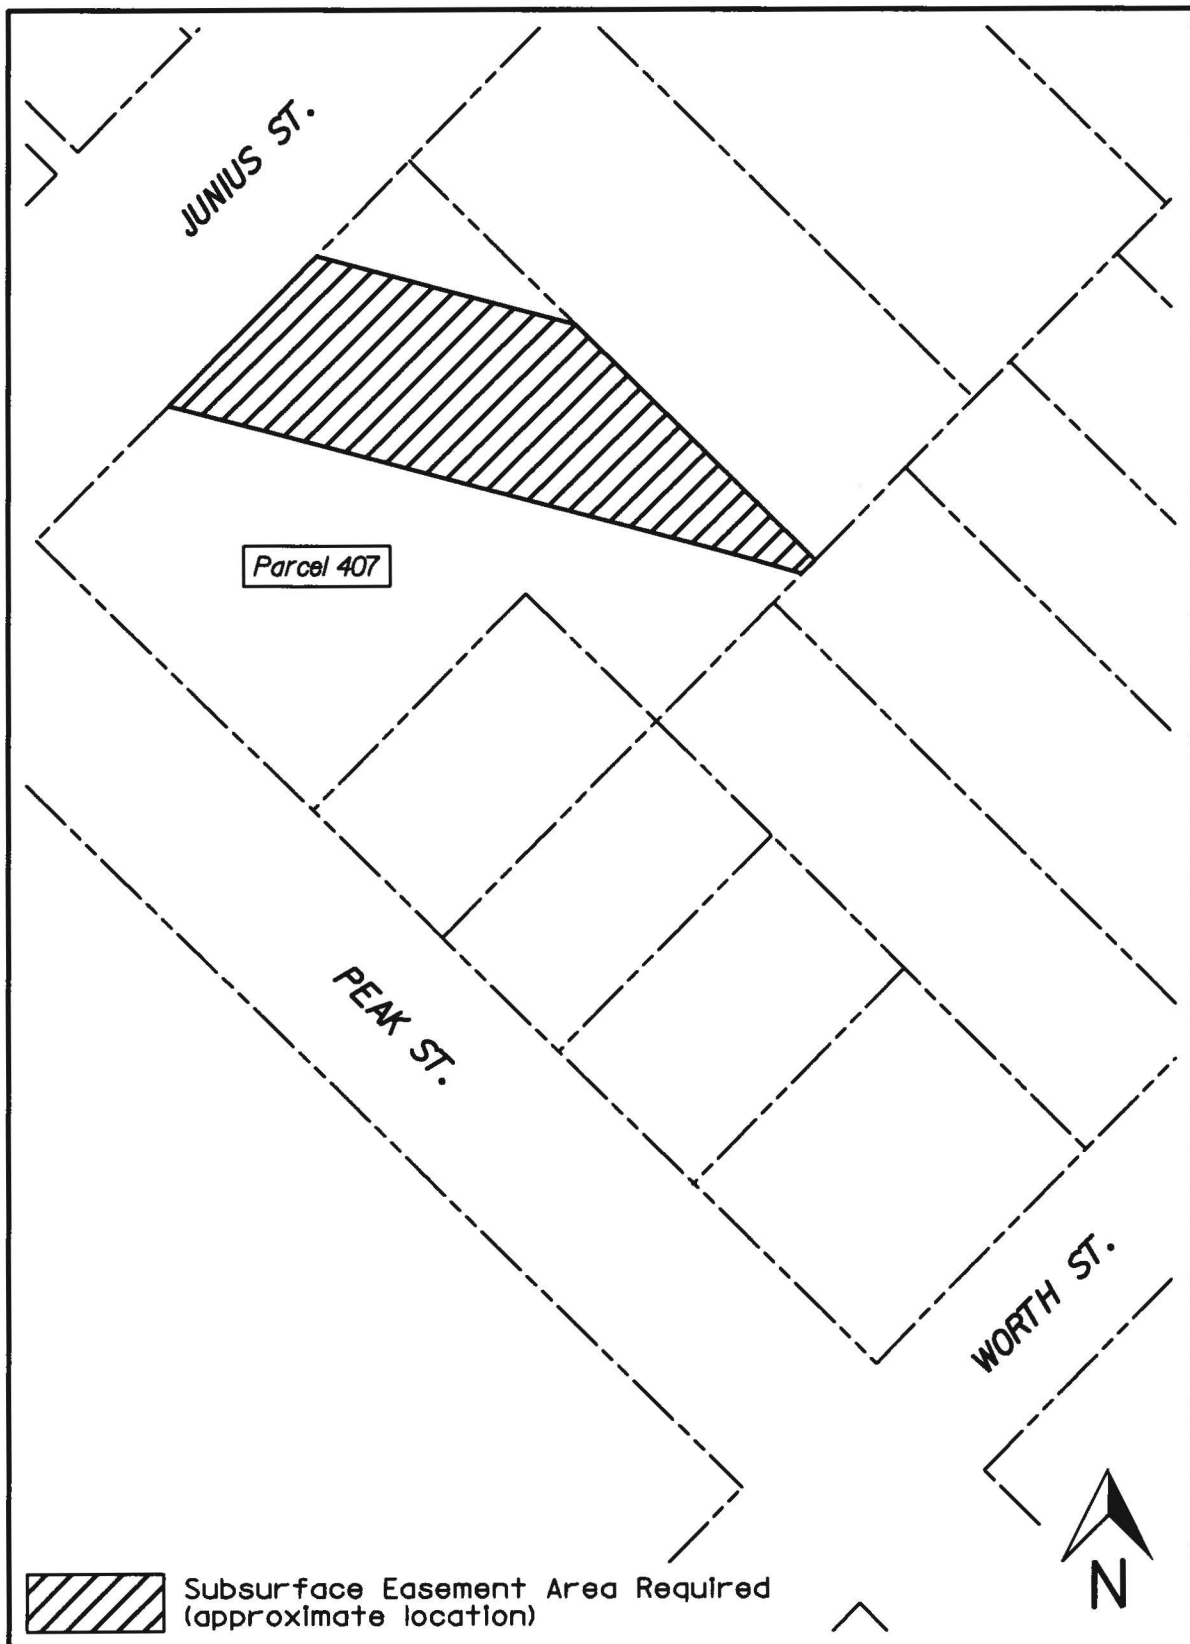 JUNIUS ST.
Parcel 407
PEAK ST.
WORTH ST.
N
Subsurface Easement Area Required
(approximate location)